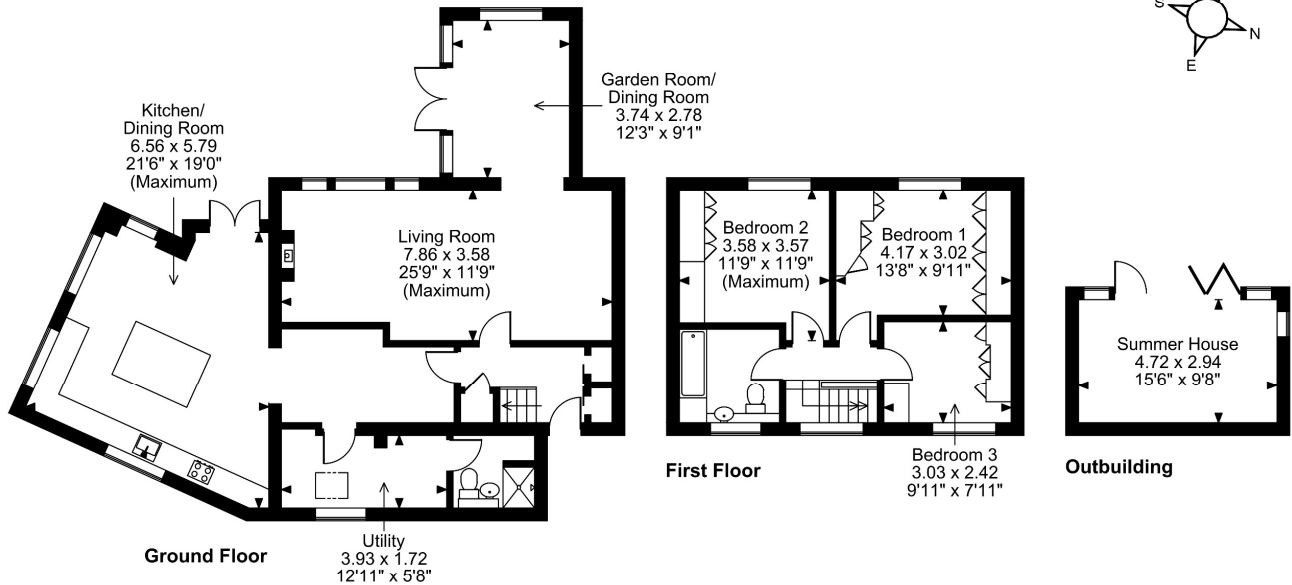 S
N
E
Kitchen/
Dining Room
6.56 x 5.79
21'6" x 19'0"
(Maximum)
Garden Room/
Dining Room
3.74 x 2.78
12'3" x 9'1"
Living Room
7.86 x 3.58
25'9" x 11'9"
(Maximum)
Utility
3.93 x 1.72
12'11" x 5'8"
Ground Floor
Bedroom 2
3.58 x 3.57
11'9" x 11'9"
(Maximum)
Bedroom 1
4.17 x 3.02
13'8" x 9'11"
Bedroom 3
3.03 x 2.42
9'11" x 7'11"
First Floor
Summer House
4.72 x 2.94
15'6" x 9'8"
Outbuilding